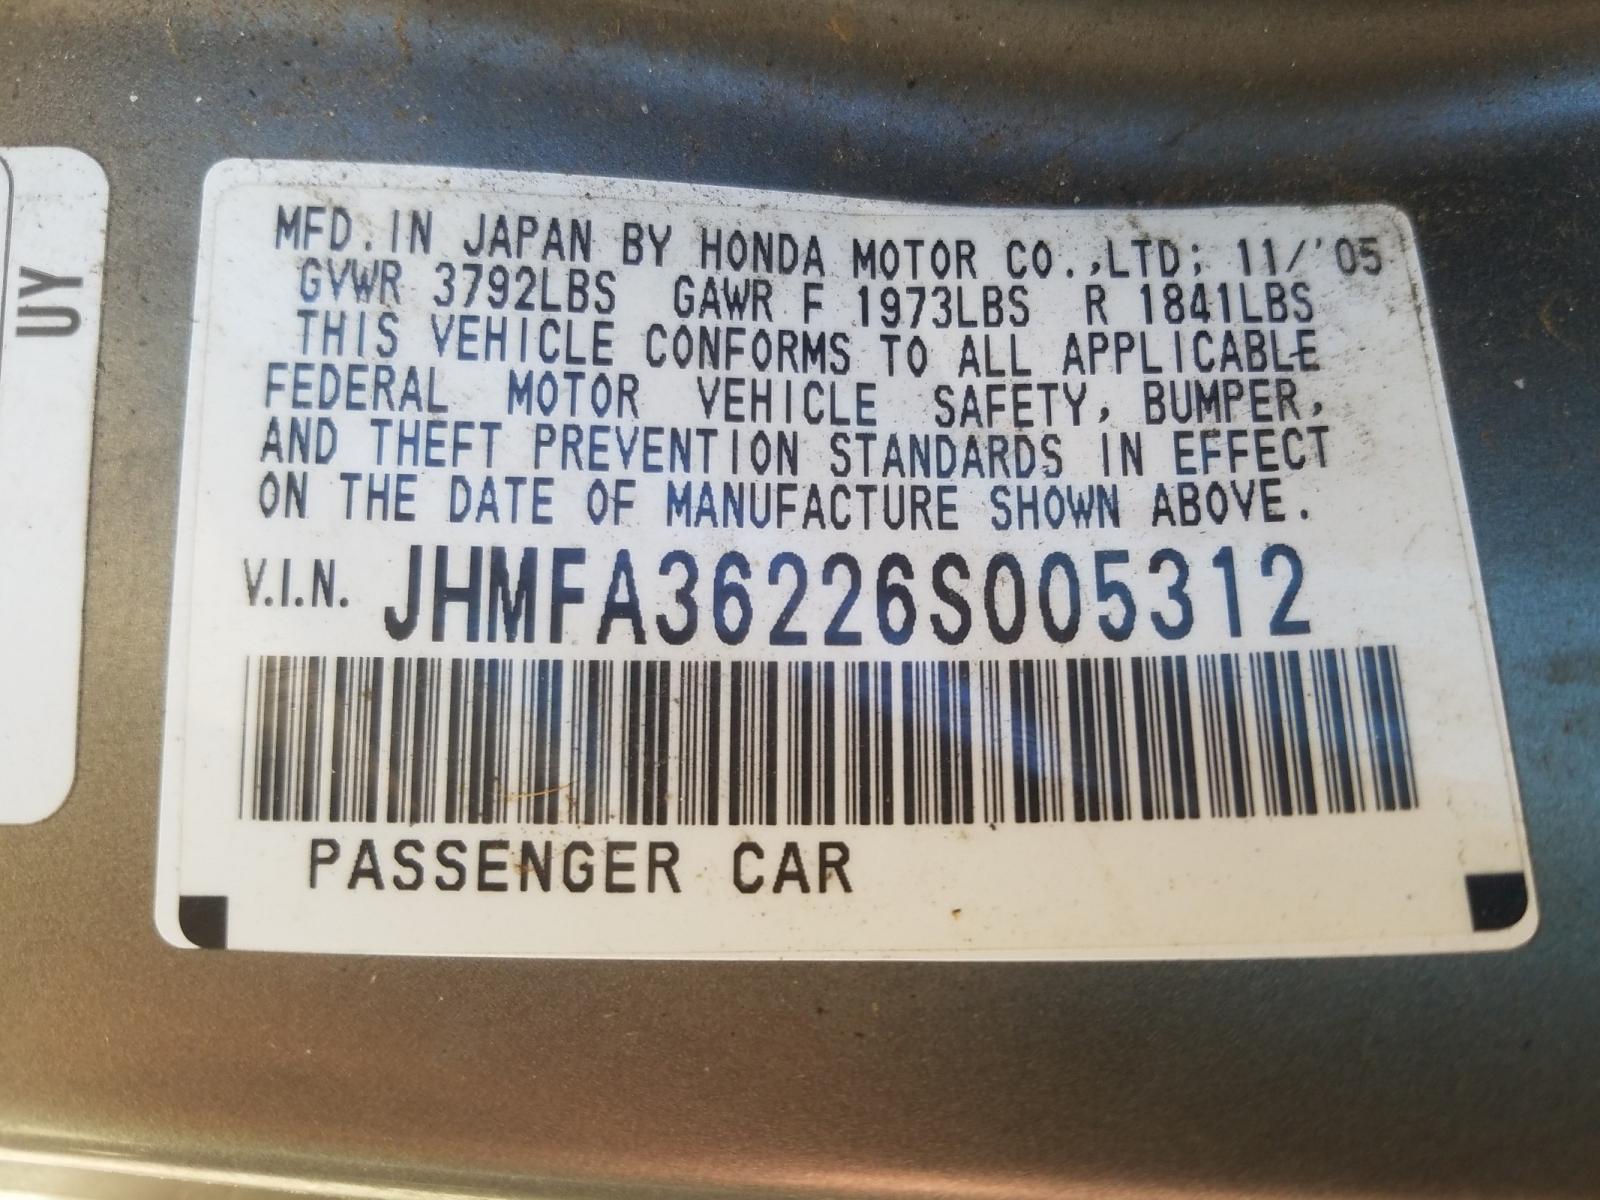 UY
MFD. IN JAPAN BY HONDA MOTOR CO.,LTD; 11/'05
GVWR 3792LBS GAWR F 1973LBS R 1841LBS
THIS VEHICLE CONFORMS TO ALL APPLICABLE
FEDERAL MOTOR VEHICLE SAFETY, BUMPER,
AND THEFT PREVENTION STANDARDS IN EFFECT
ON THE DATE OF MANUFACTURE SHOWN ABOVE.
V.I.N. JHMFA36226S005312
PASSENGER CAR